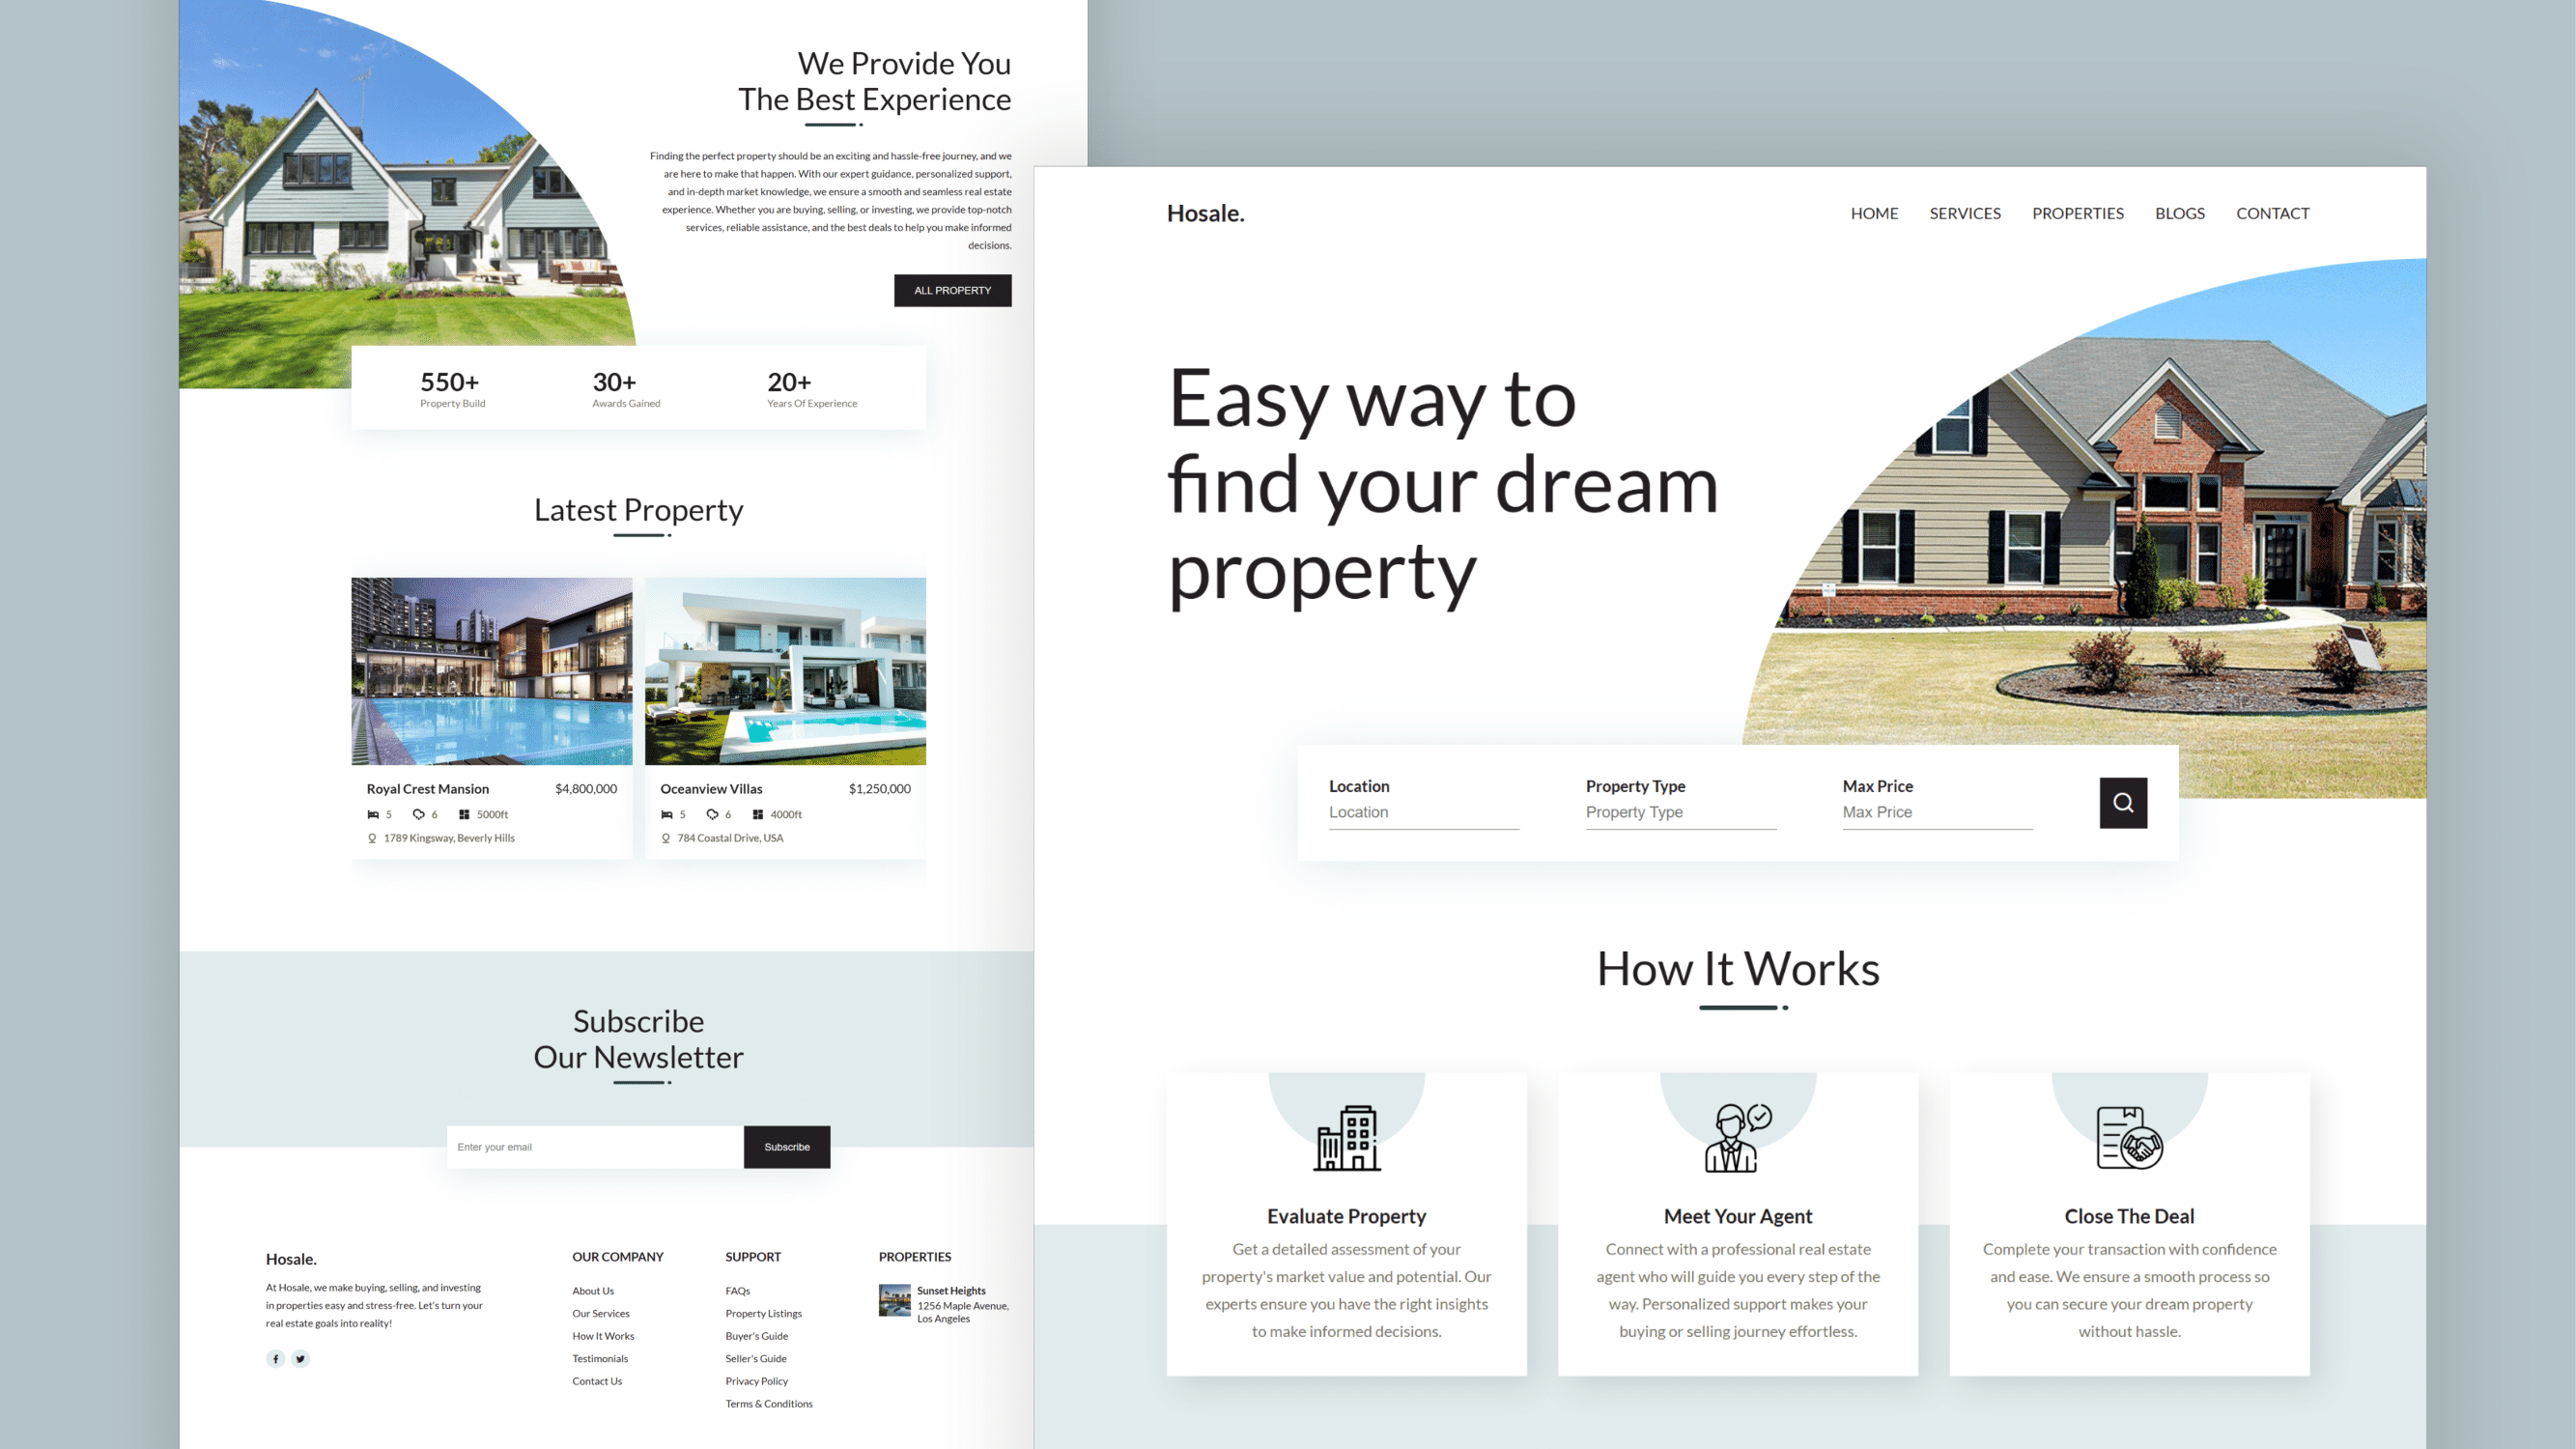 We Provide You
The Best Experience
Finding the perfect property should be an exciting and hassle-free journey, and we
are here to make that happen. With our expert guidance, personalized support,
and in-depth market knowledge, we ensure a smooth and seamless real estate
experience. Whether you are buying, selling, or investing, we provide top-notch
services, reliable assistance, and the best deals to help you make informed
decisions.
ALL PROPERTY
550+ 30+ 20+
Property Build Awards Gained Years Of Experience
Latest Property
Royal Crest Mansion $4,800,000
5 6 5000ft
1789 Kingsway, Beverly Hills
Oceanview Villas $1,250,000
5 6 4000ft
784 Coastal Drive, USA
Subscribe
Our Newsletter
Enter your email Subscribe
Hosale.
At Hosale, we make buying, selling, and investing
in properties easy and stress-free. Let's turn your
real estate goals into reality!
OUR COMPANY
About Us
Our Services
How It Works
Testimonials
Contact Us
SUPPORT
FAQs
Property Listings
Buyer's Guide
Seller's Guide
Privacy Policy
Terms & Conditions
PROPERTIES
Sunset Heights
1256 Maple Avenue,
Los Angeles
Hosale. HOME SERVICES PROPERTIES BLOGS CONTACT
Easy way to
find your dream
property
Location Property Type Max Price
Location Property Type Max Price
How It Works
Evaluate Property
Get a detailed assessment of your
property's market value and potential. Our
experts ensure you have the right insights
to make informed decisions.
Meet Your Agent
Connect with a professional real estate
agent who will guide you every step of the
way. Personalized support makes your
buying or selling journey effortless.
Close The Deal
Complete your transaction with confidence
and ease. We ensure a smooth process so
you can secure your dream property
without hassle.